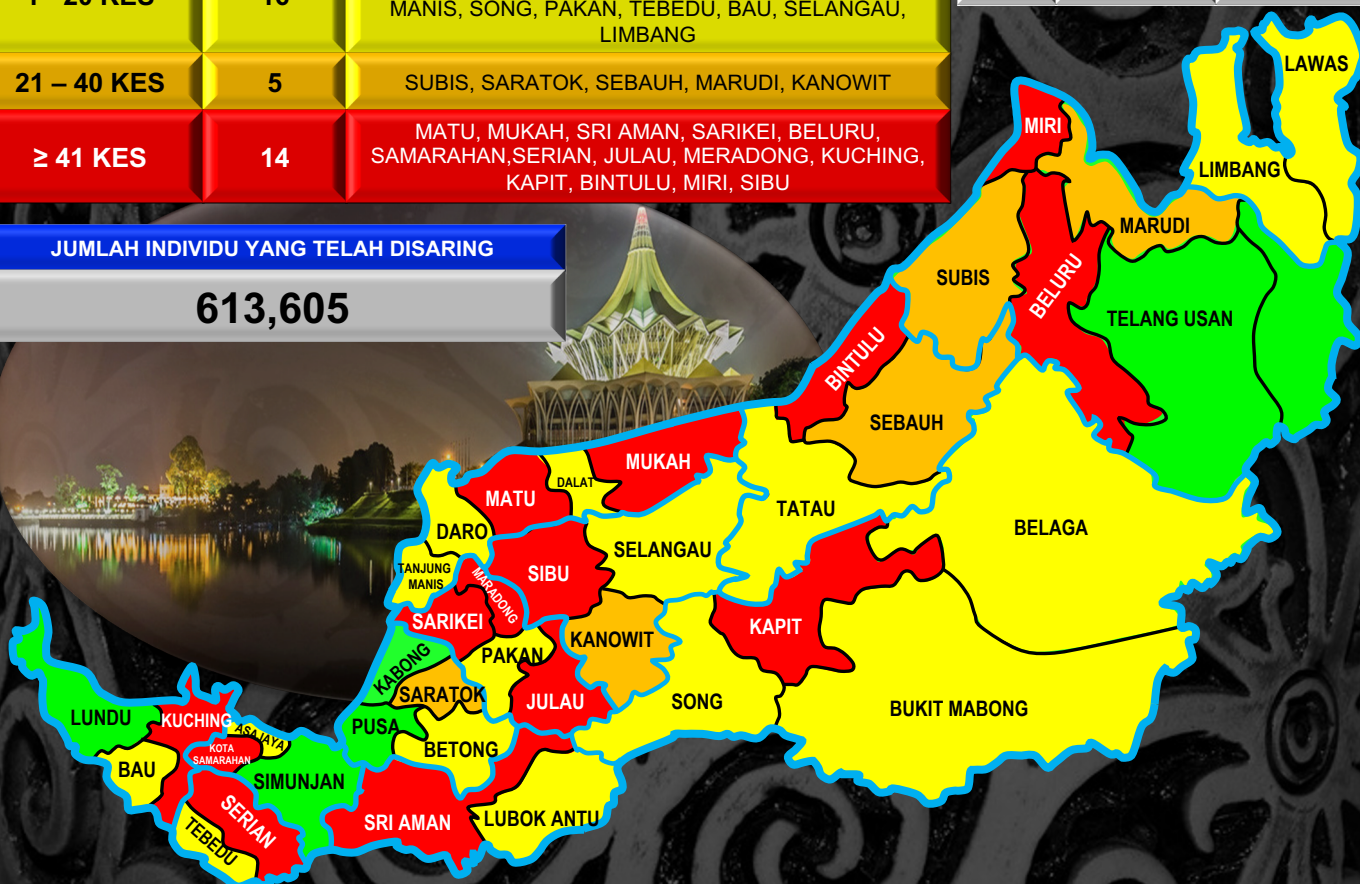 MANIS, SONG, PAKAN, TEBEDU, BAU, SELANGAU,
LIMBANG
21 – 40 KES 5 SUBIS, SARATOK, SEBAUH, MARUDI, KANOWIT
≥ 41 KES 14 MATU, MUKAH, SRI AMAN, SARIKEI, BELURU,
SAMARAHAN,SERIAN, JULAU, MERADONG, KUCHING,
KAPIT, BINTULU, MIRI, SIBU
JUMLAH INDIVIDU YANG TELAH DISARING
613,605
LAWAS
MIRI
LIMBANG
MARUDI
SUBIS
BELURU
TELANG USAN
BINTULU
SEBAUH
MUKAH
DALAT
MATU
TATAU
DARO
BELAGA
SELANGAU
TANJUNG
MANIS
SIBU
MARADONG
SARIKEI
KAPIT
KANOWIT
PAKAN
KABONG
SARATOK
JULAU
SONG
BUKIT MABONG
LUNDU
KUCHING
PUSA
ASAJAYA
BETONG
KOTA
SAMARAHAN
BAU
SIMUNJAN
SERIAN
SRI AMAN
LUBOK ANTU
TEBEDU